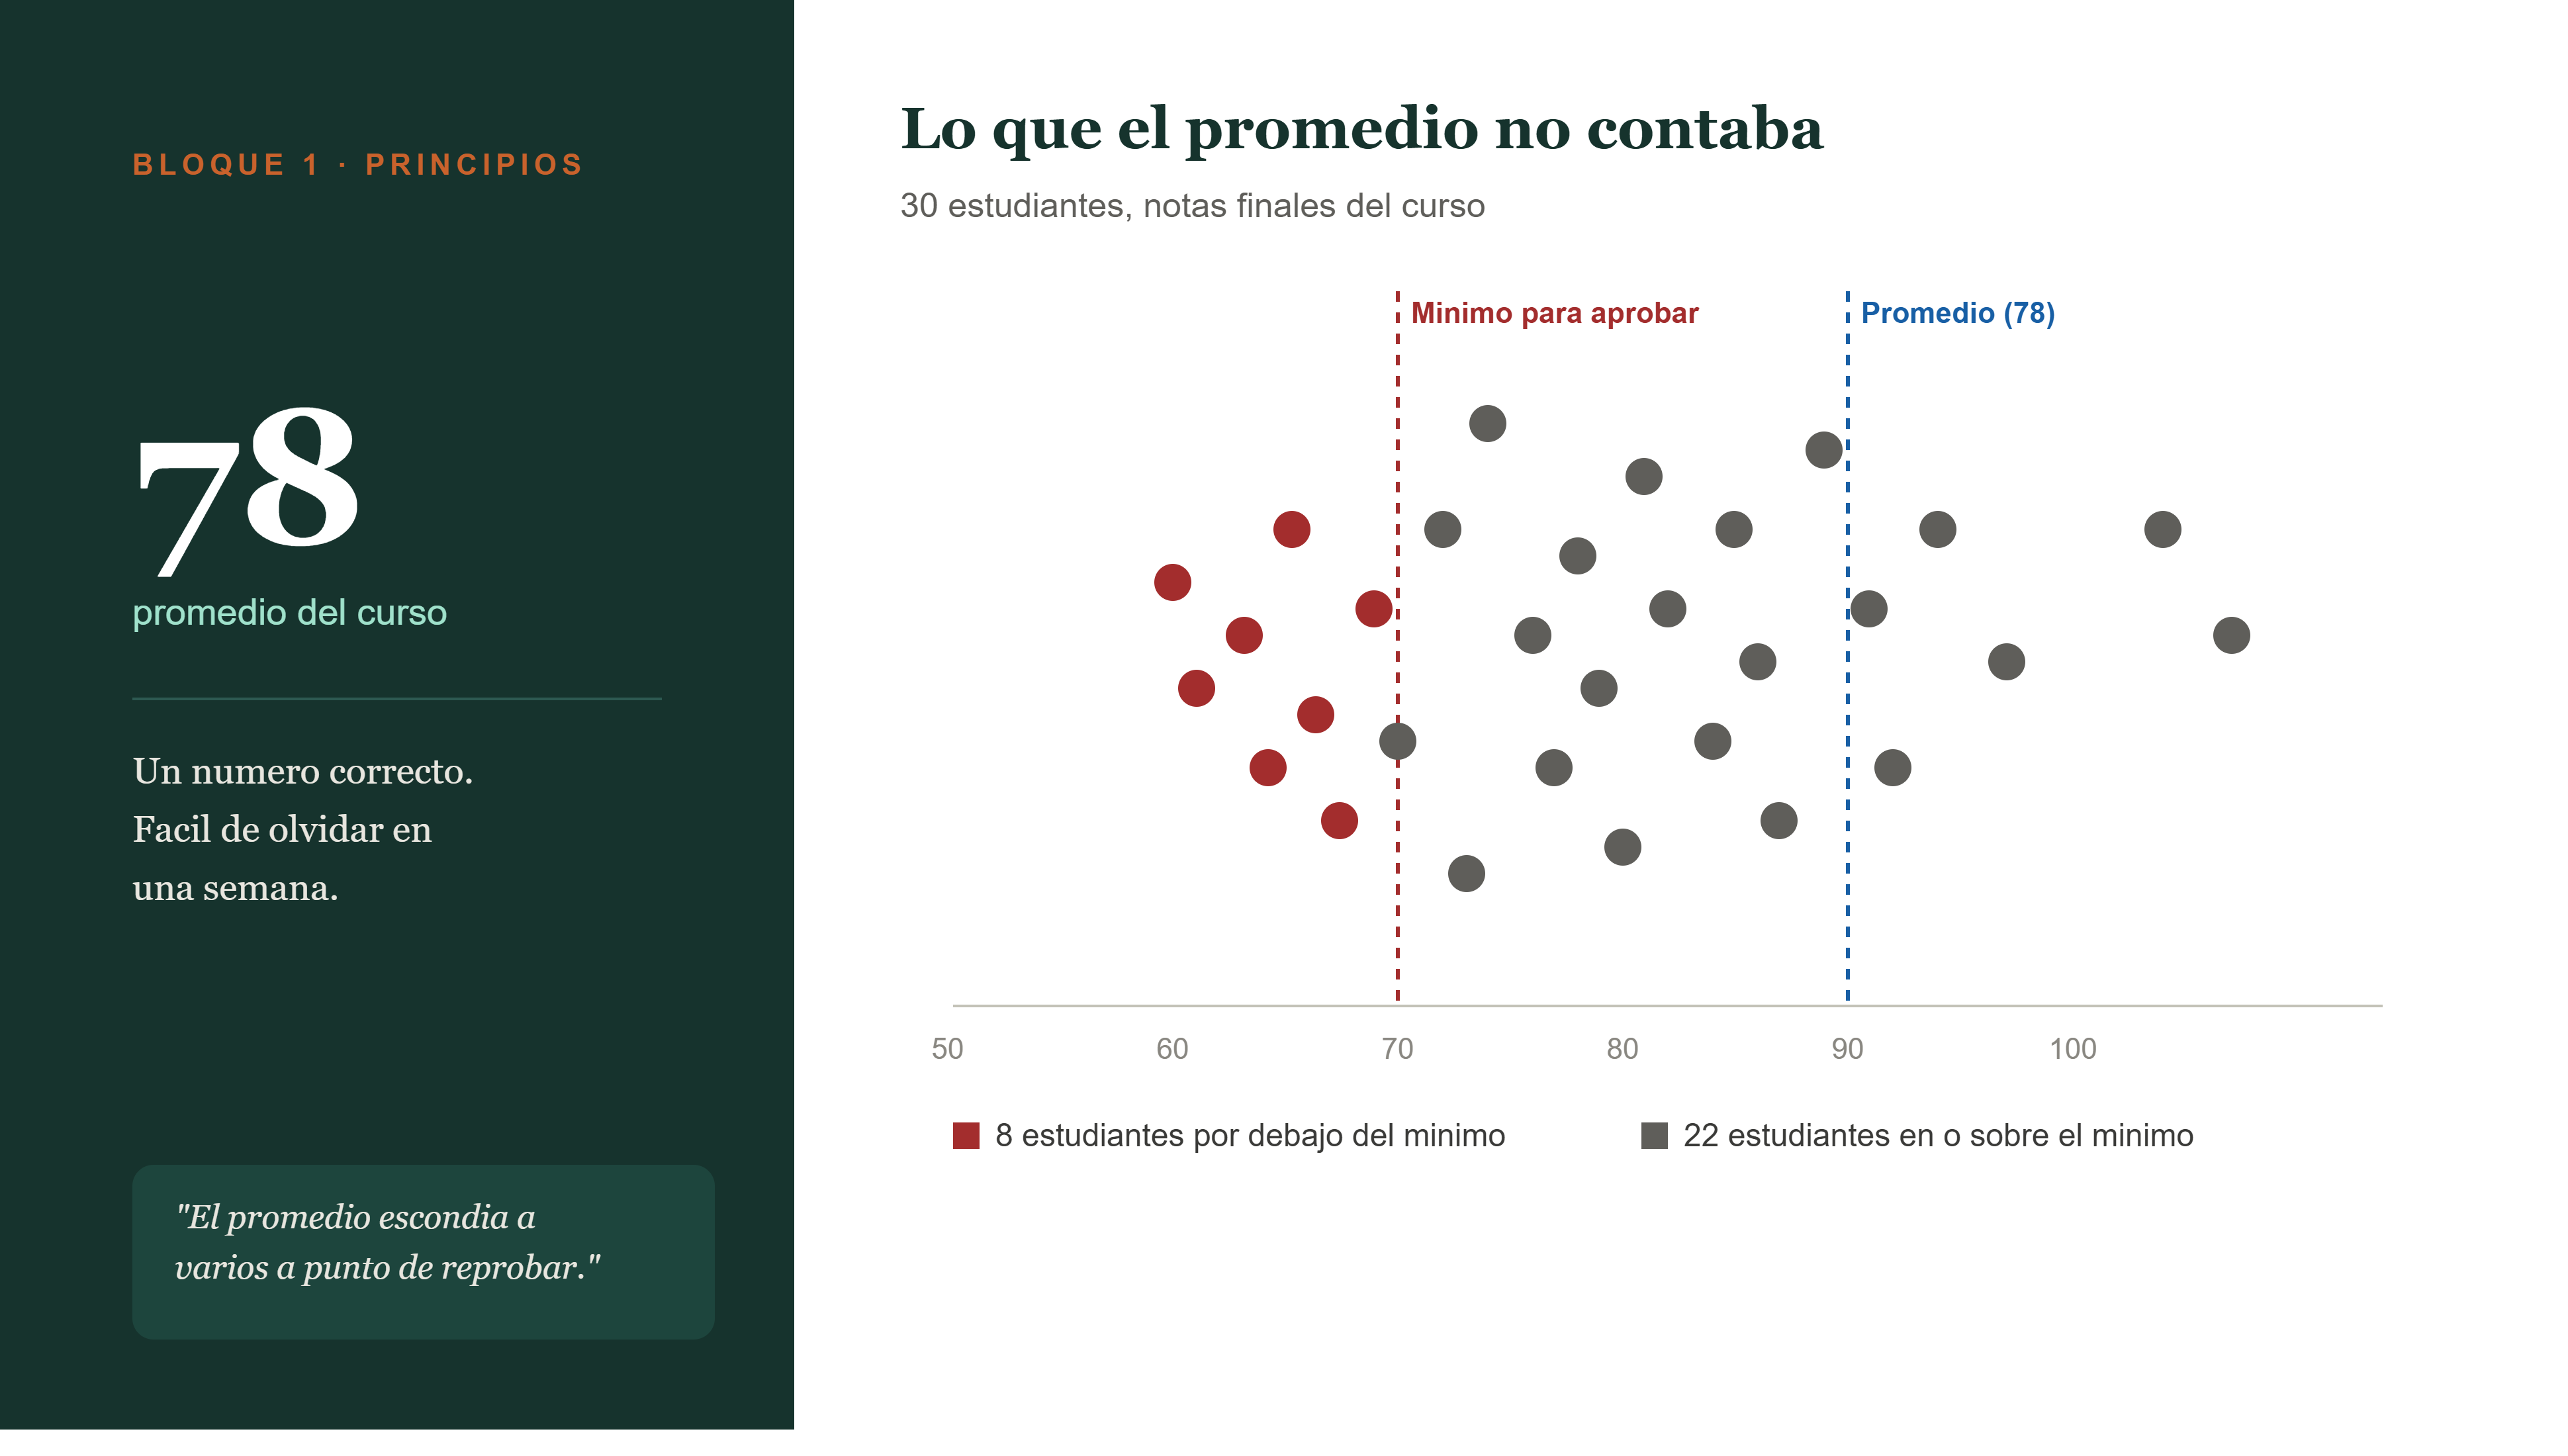 BLOQUE 1 · PRINCIPIOS
78
promedio del curso
Un numero correcto.
Facil de olvidar en
una semana.
"El promedio escondia a
varios a punto de reprobar."
Lo que el promedio no contaba
30 estudiantes, notas finales del curso
Minimo para aprobar
Promedio (78)
50 60 70 80 90 100
8 estudiantes por debajo del minimo
22 estudiantes en o sobre el minimo